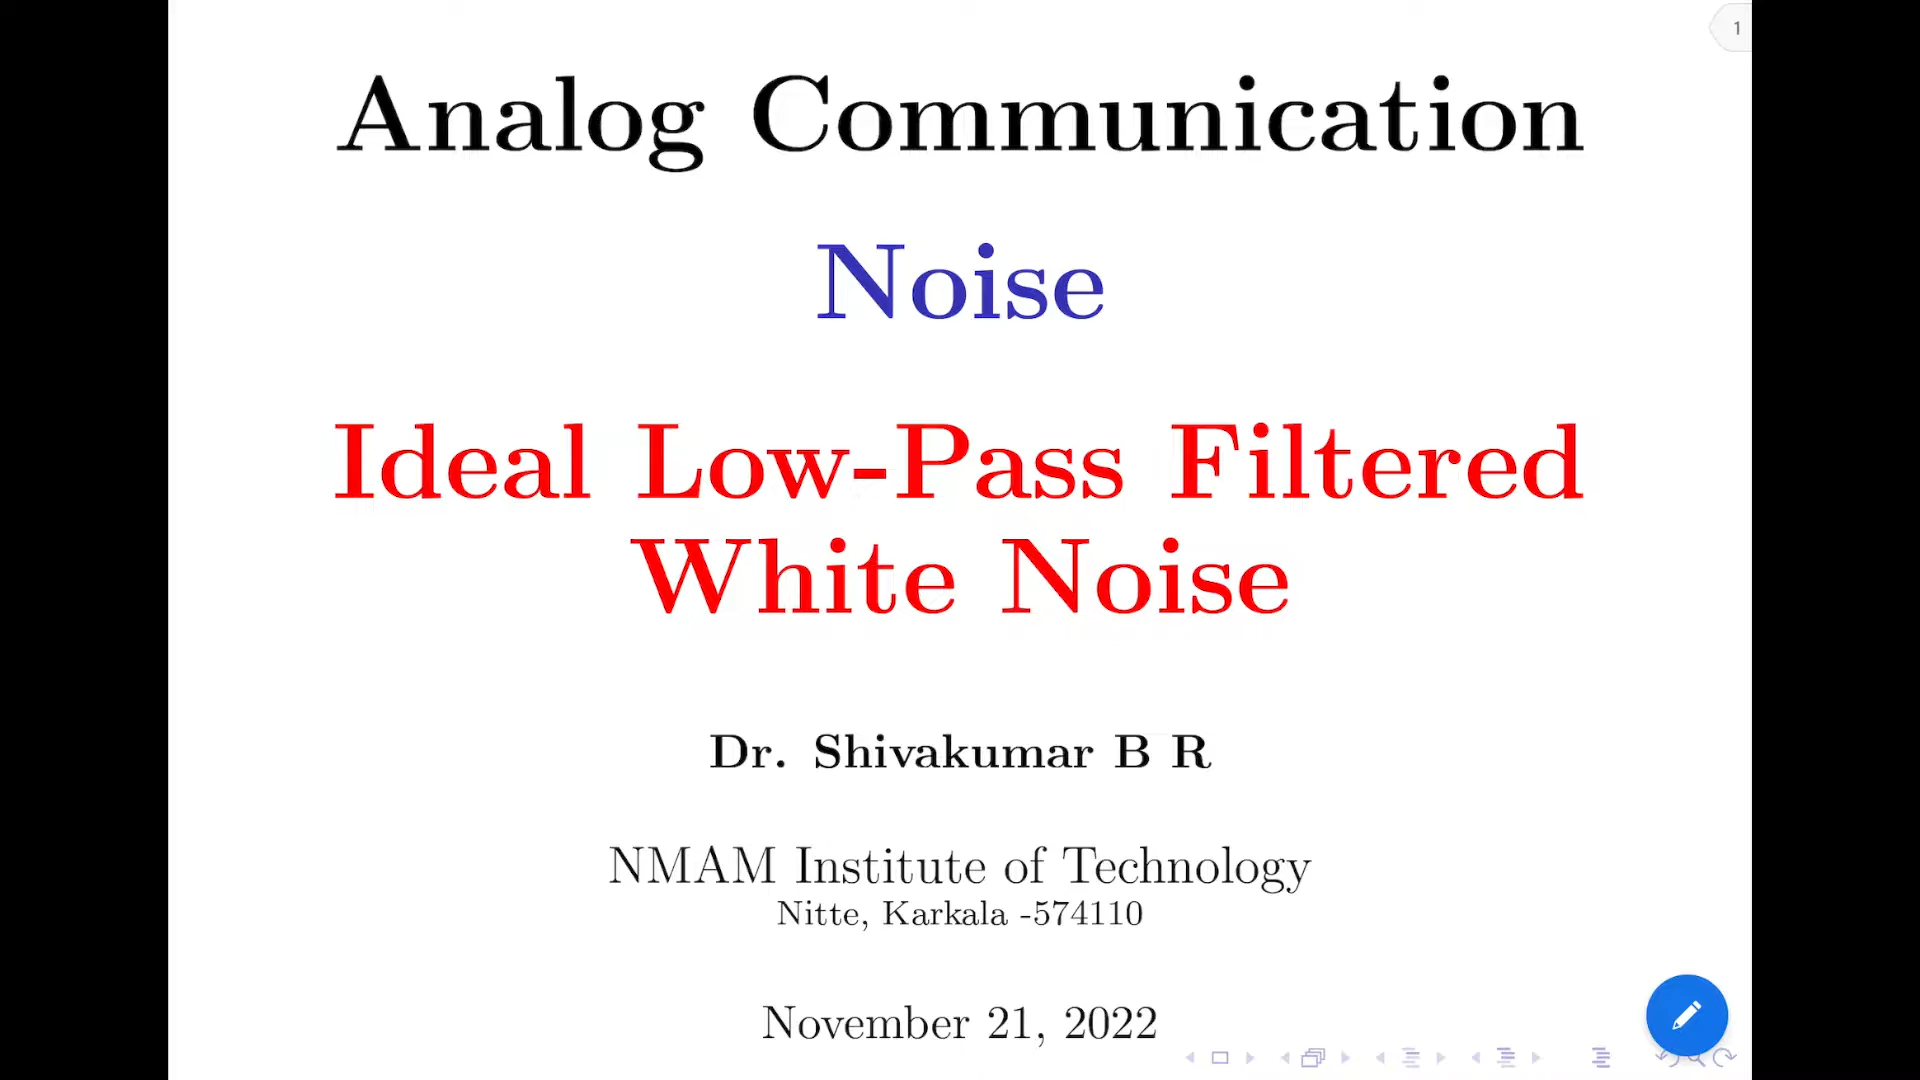 1
Analog Communication
Noise
Ideal Low-Pass Filtered
White Noise
Dr. Shivakumar B R
NMAM Institute of Technology
Nitte, Karkala -574110
November 21, 2022